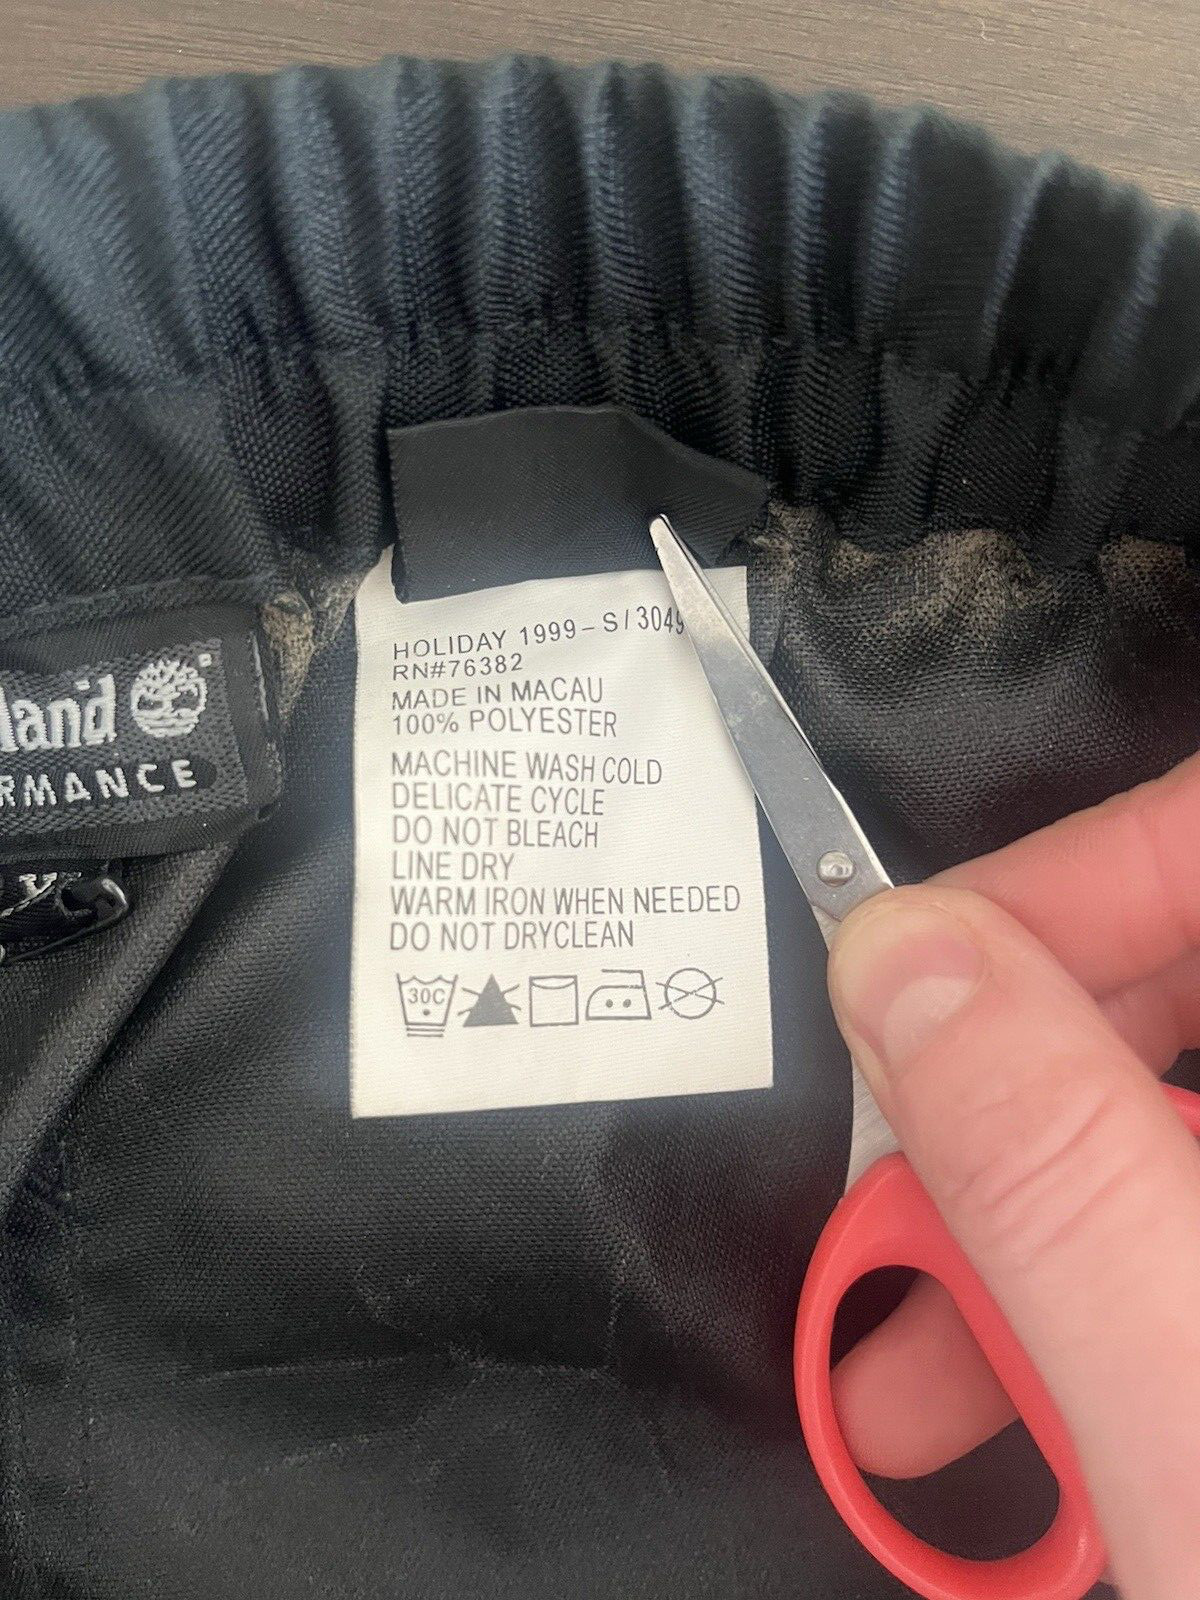 land
RMANCE
HOLIDAY 1999 – S / 3049
RN#76382
MADE IN MACAU
100% POLYESTER
MACHINE WASH COLD
DELICATE CYCLE
DO NOT BLEACH
LINE DRY
WARM IRON WHEN NEEDED
DO NOT DRYCLEAN
30C